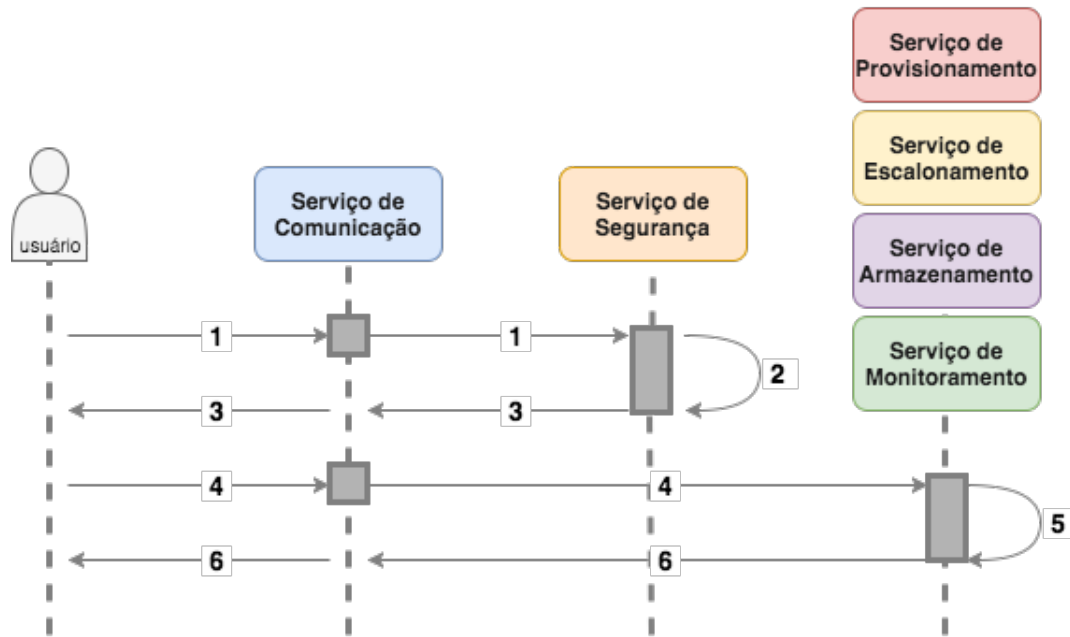 Serviço de
Provisionamento
Serviço de
Escalonamento
usuário
Serviço de
Comunicação
Serviço de
Segurança
Serviço de
Armazenamento
1
1
Serviço de
Monitoramento
2
3
3
4
4
5
6
6